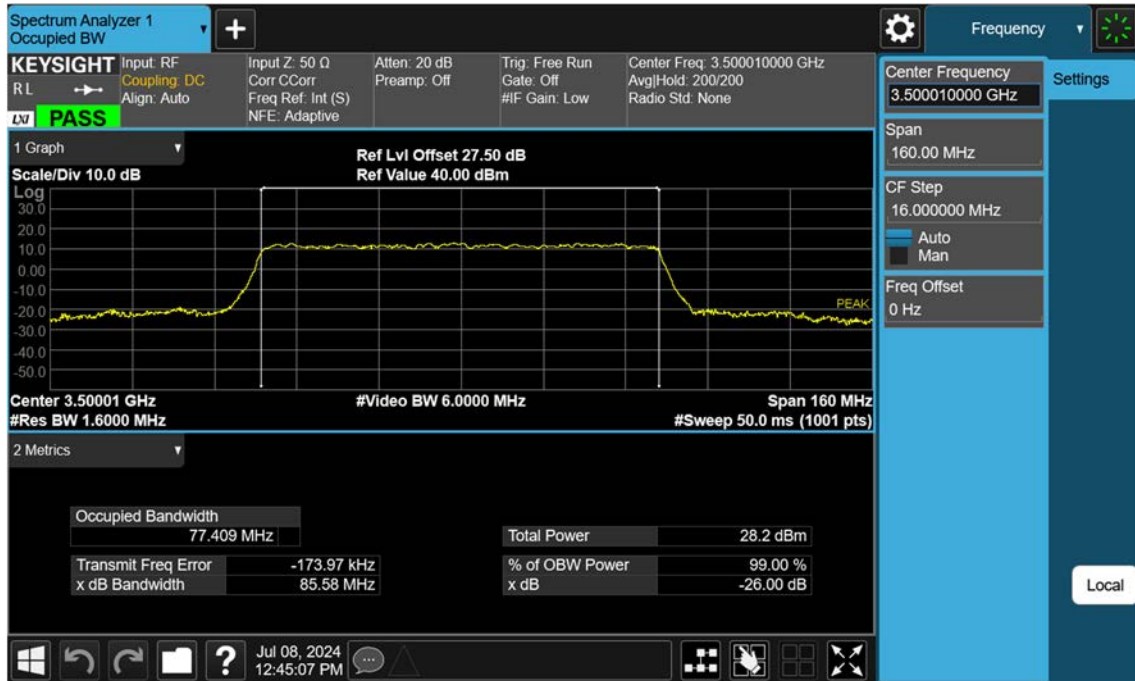 Spectrum Analyzer 1
Occupied BW
+
Frequency
KEYSIGHT
R L
LXI PASS
Input: RF
Coupling: DC
Align: Auto
Input Z: 50 Ω
Corr CCorr
Freq Ref: Int (S)
NFE: Adaptive
Atten: 20 dB
Preamp: Off
Trig: Free Run
Gate: Off
#IF Gain: Low
Center Freq: 3.500010000 GHz
Avg|Hold: 200/200
Radio Std: None
1 Graph
Scale/Div 10.0 dB
Ref Lvl Offset 27.50 dB
Ref Value 40.00 dBm
Log
30.0
20.0
10.0
0.00
-10.0
-20.0
-30.0
-40.0
-50.0
PEAK
Center 3.50001 GHz
#Video BW 6.0000 MHz
Span 160 MHz
#Res BW 1.6000 MHz
#Sweep 50.0 ms (1001 pts)
2 Metrics
Occupied Bandwidth
77.409 MHz
Transmit Freq Error -173.97 kHz
x dB Bandwidth 85.58 MHz
Total Power 28.2 dBm
% of OBW Power 99.00 %
x dB -26.00 dB
Center Frequency
3.500010000 GHz
Span
160.00 MHz
CF Step
16.000000 MHz
Auto
Man
Freq Offset
0 Hz
Settings
Local
?
Jul 08, 2024
12:45:07 PM